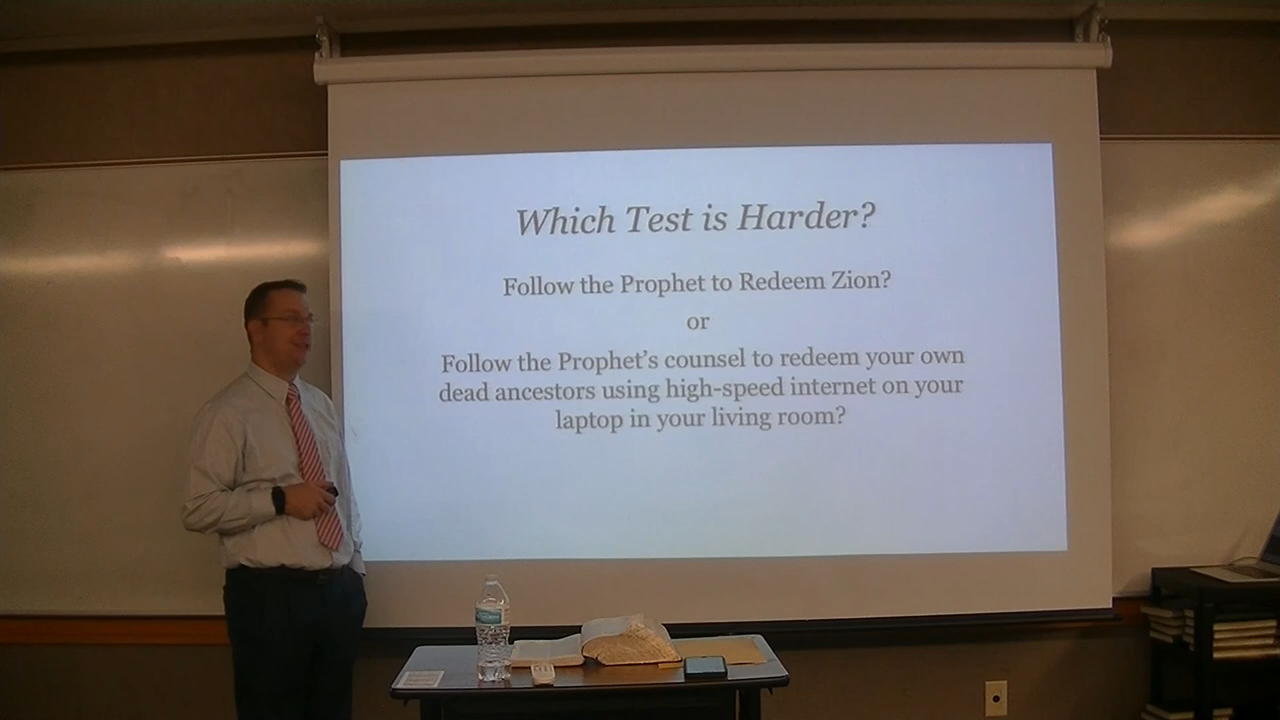 Which Test is Harder?
Follow the Prophet to Redeem Zion?
or
Follow the Prophet's counsel to redeem your own
dead ancestors using high-speed internet on your
laptop in your living room?